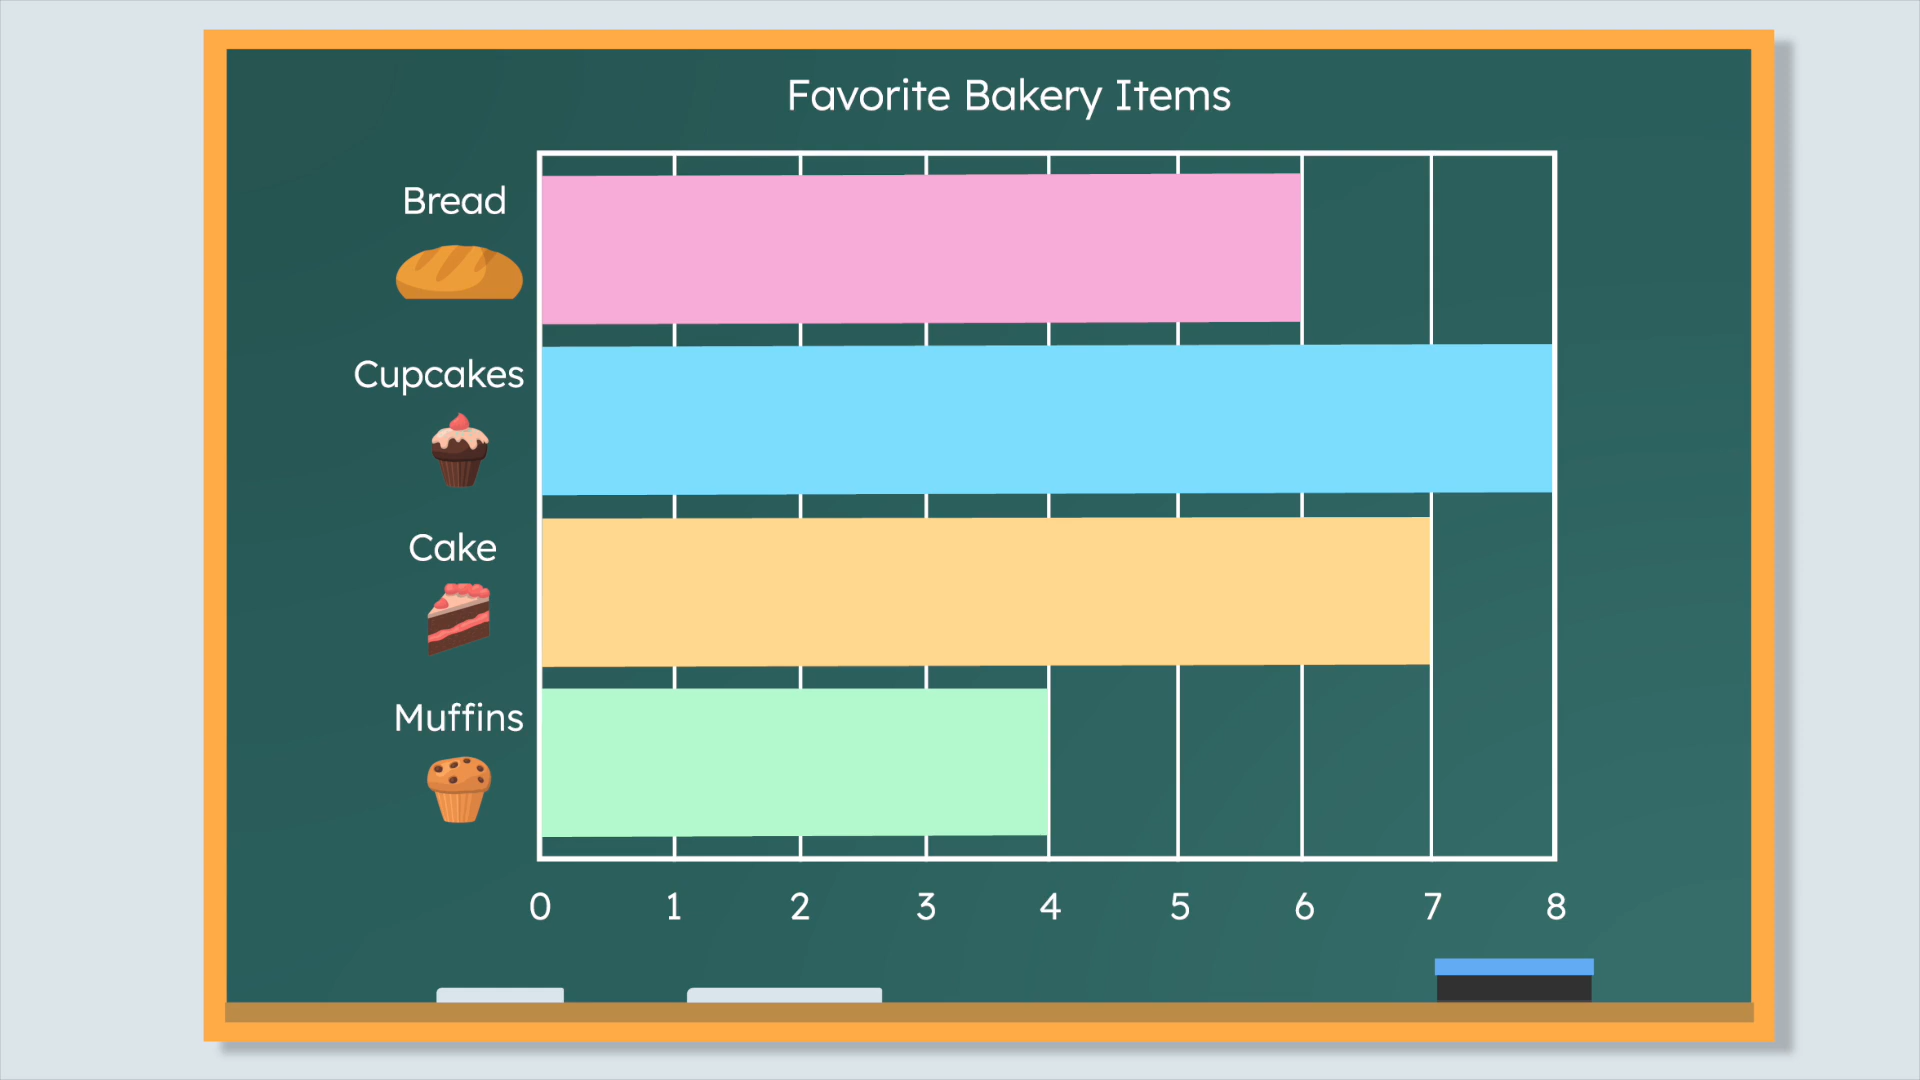 Favorite Bakery Items
Bread
Cupcakes
Cake
Muffins
0 1 2 3 4 5 6 7 8